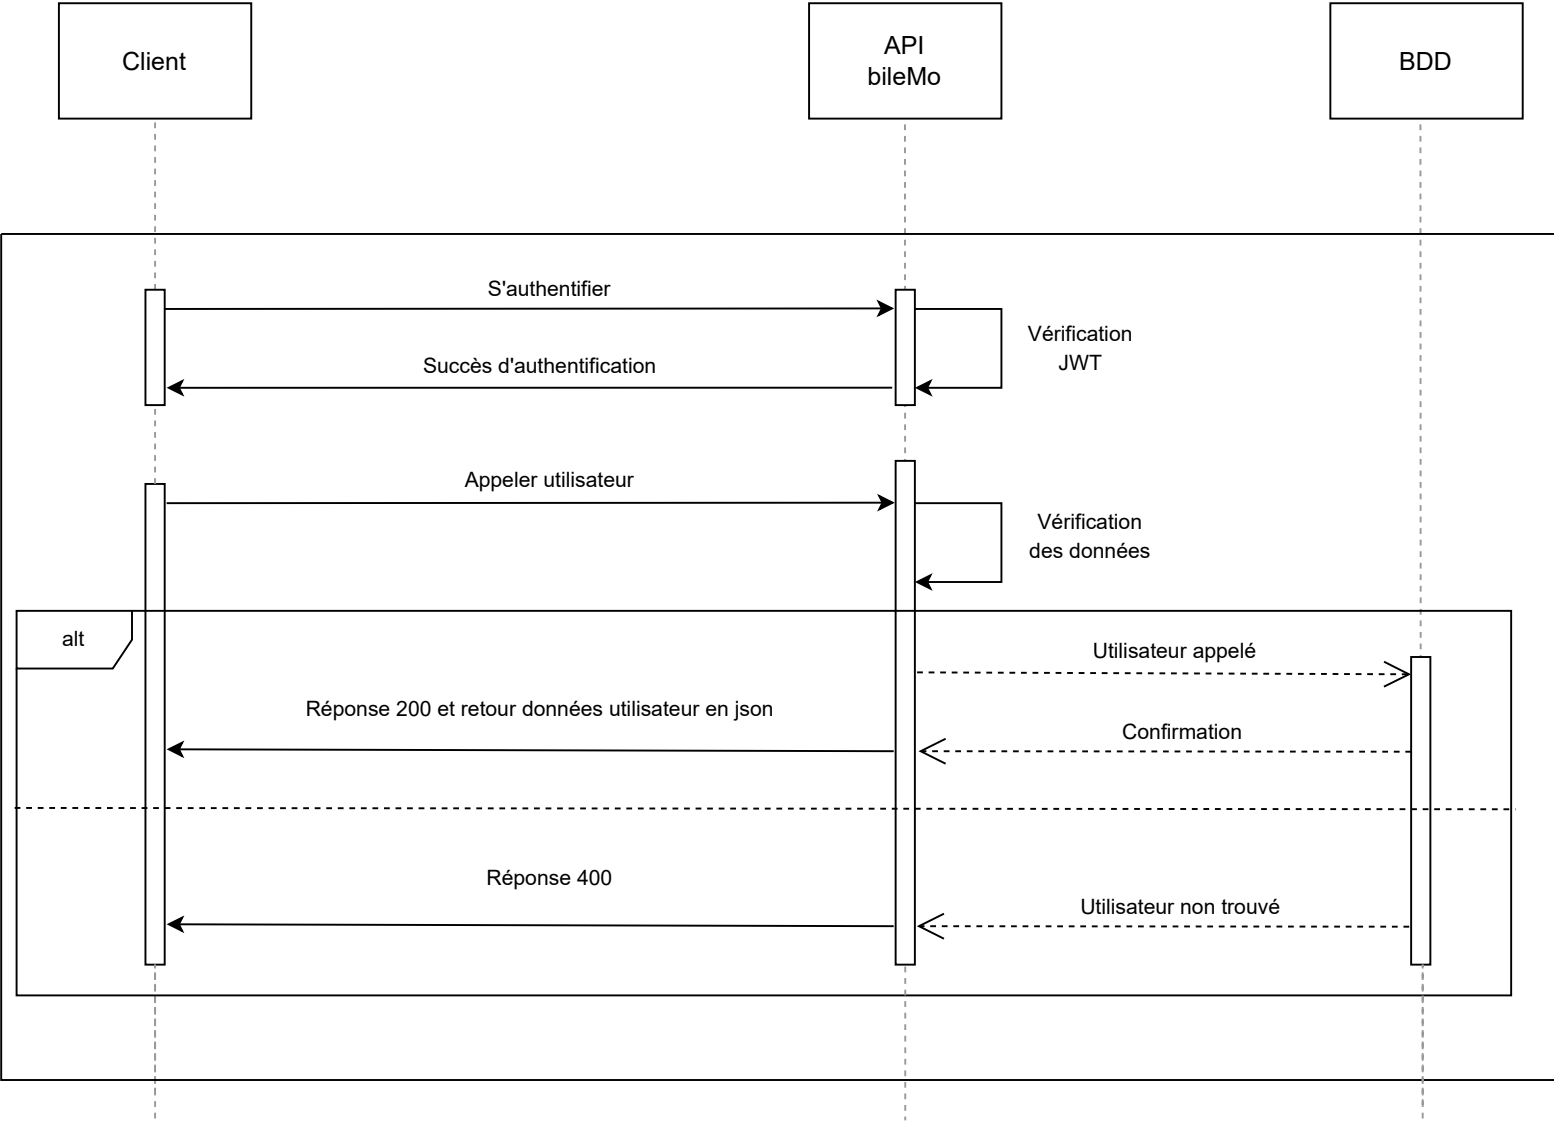 Client
API
bileMo
BDD
S'authentifier
Vérification
JWT
Succès d'authentification
Appeler utilisateur
Vérification
des données
alt
Utilisateur appelé
Réponse 200 et retour données utilisateur en json
Confirmation
Réponse 400
Utilisateur non trouvé